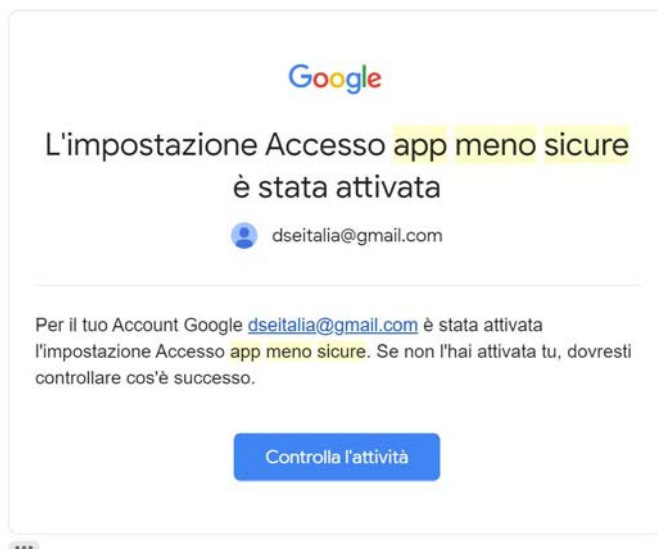 Google
L'impostazione Accesso app meno sicure
è stata attivata
dseitalia@gmail.com
Per il tuo Account Google dseitalia@gmail.com è stata attivata
l'impostazione Accesso app meno sicure. Se non l'hai attivata tu, dovresti
controllare cos'è successo.
Controlla l'attività